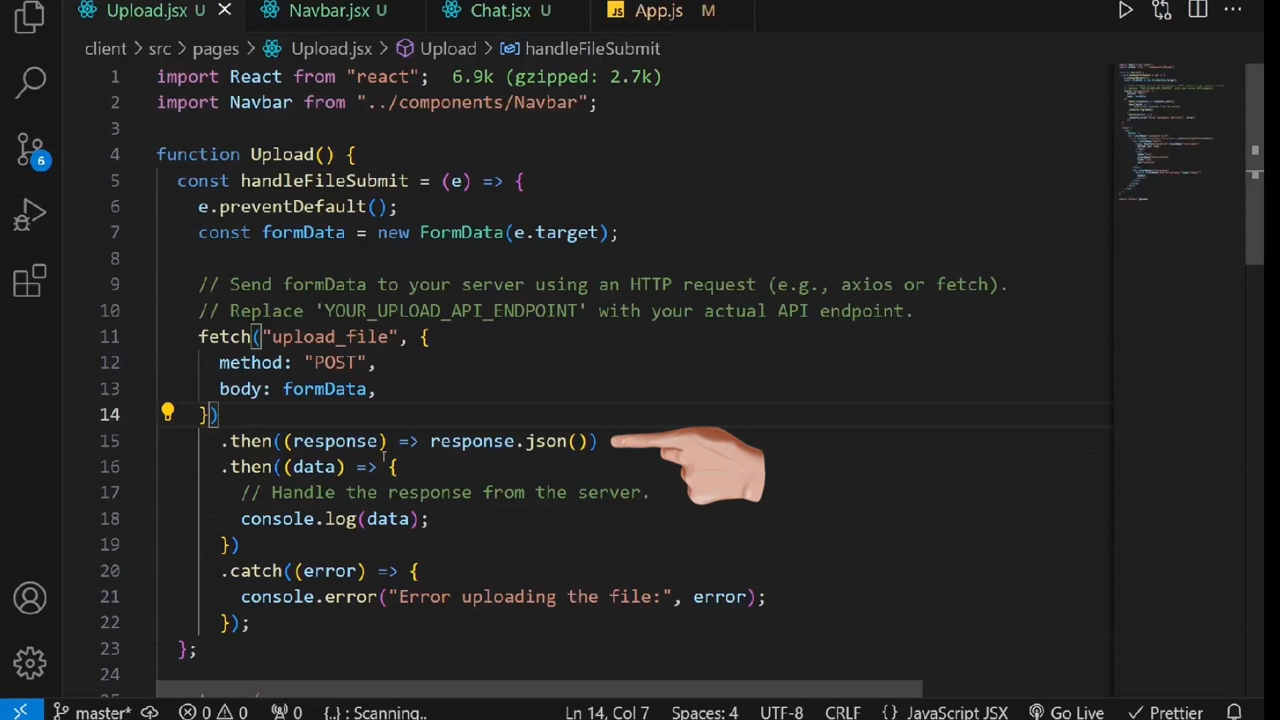 Upload.jsx U Navbar.jsx U Chat.jsx U JS App.js M
client > src > pages > Upload.jsx > Upload > handleFileSubmit
1 import React from "react"; 6.9k (gzipped: 2.7k)
2 import Navbar from "../components/Navbar";
3
4 function Upload() {
5 const handleFileSubmit = (e) => {
6 e.preventDefault();
7 const formData = new FormData(e.target);
8
9 // Send formData to your server using an HTTP request (e.g., axios or fetch).
10 // Replace 'YOUR_UPLOAD_API_ENDPOINT' with your actual API endpoint.
11 fetch("upload_file", {
12 method: "POST",
13 body: formData,
14 })
15 .then((response) => response.json())
16 .then((data) => {
17 // Handle the response from the server.
18 console.log(data);
19 })
20 .catch((error) => {
21 console.error("Error uploading the file:", error);
22 });
23 };
24
6
master* 0 0 0 {..} : Scanning.. Ln 14, Col 7 Spaces: 4 UTF-8 CRLF {} JavaScript JSX Go Live Prettier